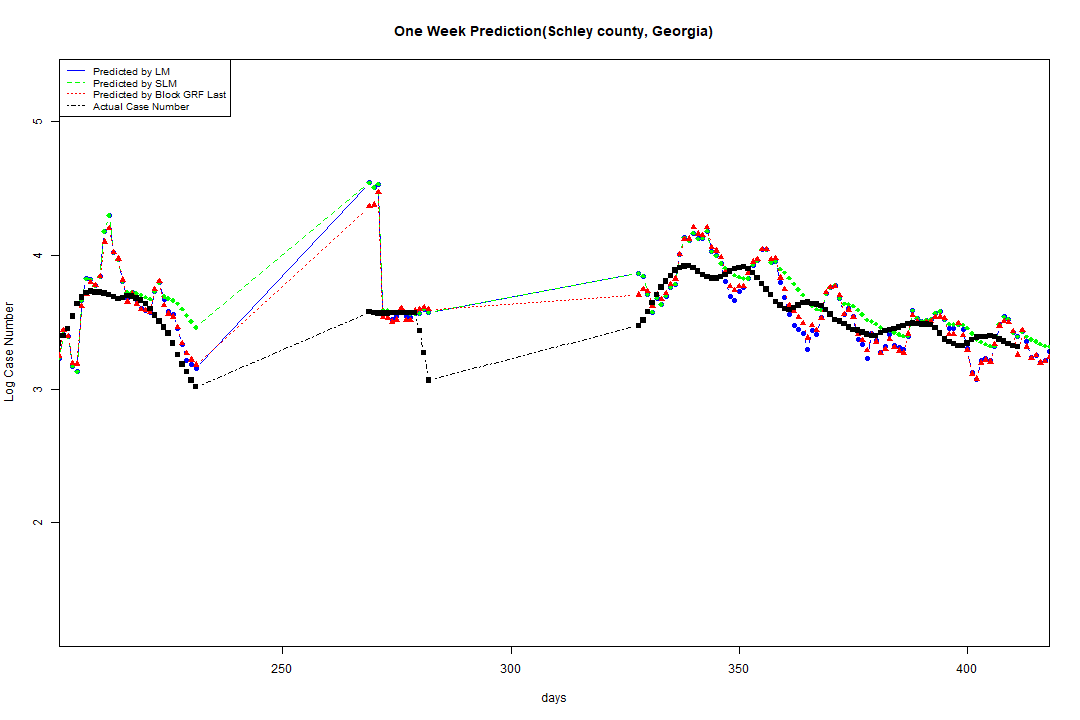 One Week Prediction(Schley county, Georgia)
Predicted by LM
Predicted by SLM
Predicted by Block GRF Last
Actual Case Number
5
4
3
2
Log Case Number
250 300 350 400
days